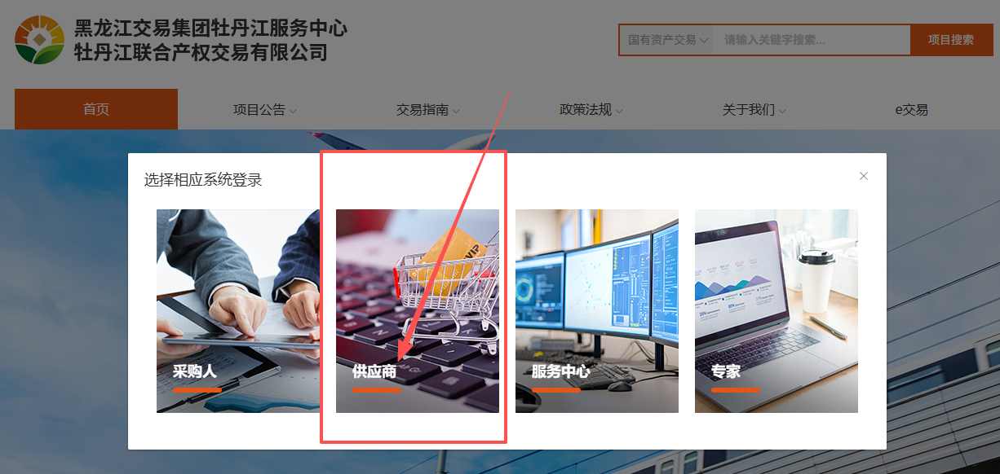 黑龙江交易集团牡丹江服务中心
牡丹江联合产权交易有限公司
国有资产交易 请输入关键字搜索... 项目搜索
首页 项目公告 交易指南 政策法规 关于我们 e交易
选择相应系统登录
VIP
采购人 供应商 服务中心 专家